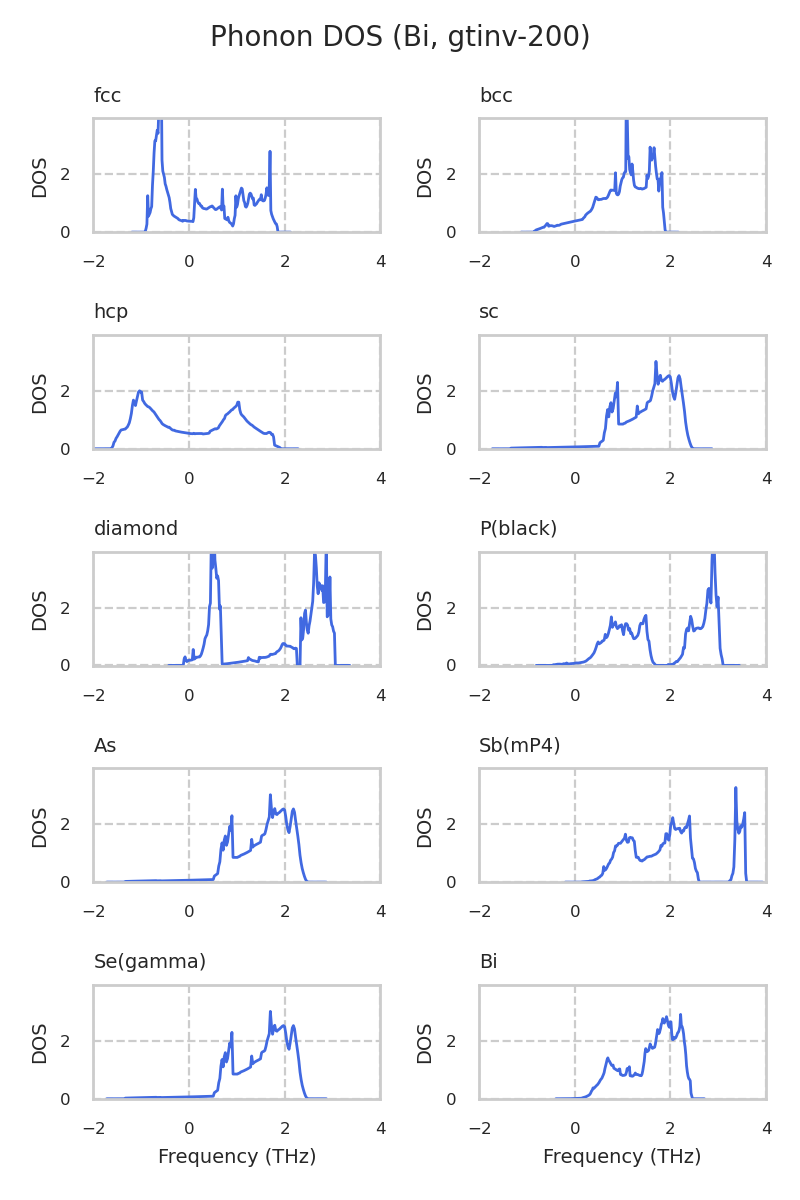 Phonon DOS (Bi, gtinv-200)
fcc
bcc
DOS
2
0
−2 0 2 4
DOS
2
0
−2 0 2 4
hcp
sc
DOS
2
0
−2 0 2 4
DOS
2
0
−2 0 2 4
diamond
P(black)
DOS
2
0
−2 0 2 4
DOS
2
0
−2 0 2 4
As
Sb(mP4)
DOS
2
0
−2 0 2 4
DOS
2
0
−2 0 2 4
Se(gamma)
Bi
DOS
2
0
−2 0 2 4
Frequency (THz)
DOS
2
0
−2 0 2 4
Frequency (THz)